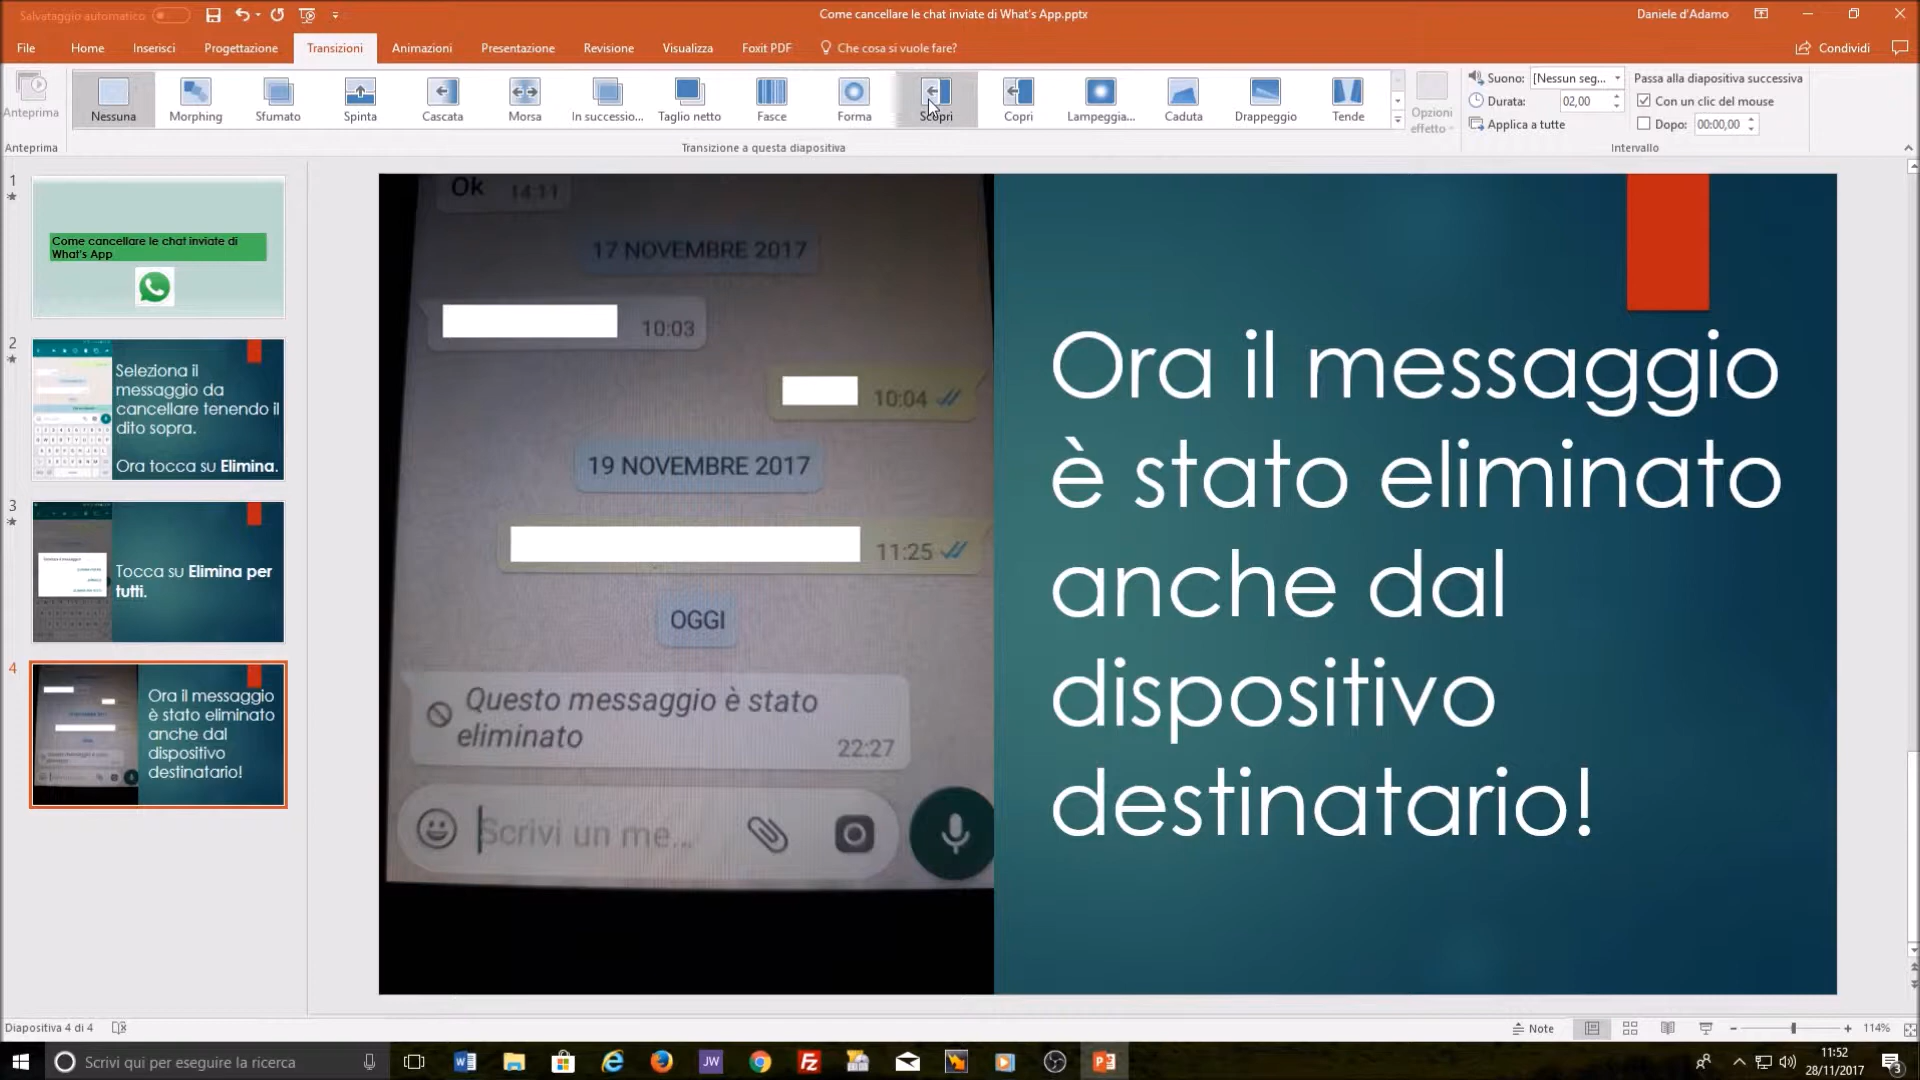 Salvataggio automatico
Come cancellare le chat inviate di What's App.pptx
Daniele d'Adamo
File
Home
Inserisci
Progettazione
Transizioni
Animazioni
Presentazione
Revisione
Visualizza
Foxit PDF
Che cosa si vuole fare?
Condividi
Anteprima
Nessuna
Morphing
Sfumato
Spinta
Cascata
Morsa
In successio...
Taglio netto
Fasce
Forma
Scopri
Copri
Lampeggia...
Caduta
Drappeggio
Tende
Opzioni
effetto
Suono: [Nessun seg...
Durata: 02,00
Applica a tutte
Passa alla diapositiva successiva
Con un clic del mouse
Dopo: 00:00,00
Anteprima
Transizione a questa diapositiva
Intervallo
1
Come cancellare le chat inviate di
What's App
2
Seleziona il
messaggio da
cancellare tenendo il
dito sopra.
Ora tocca su Elimina.
3
Tocca su Elimina per
tutti.
4
Ora il messaggio
è stato eliminato
anche dal
dispositivo
destinatario!
Ok 14:11
17 NOVEMBRE 2017
10:03
10:04
19 NOVEMBRE 2017
11:25
OGGI
Questo messaggio è stato
eliminato
22:27
Scrivi un me...
Ora il messaggio
è stato eliminato
anche dal
dispositivo
destinatario!
Diapositiva 4 di 4
Note
114%
Scrivi qui per eseguire la ricerca
JW
11:52
28/11/2017
3